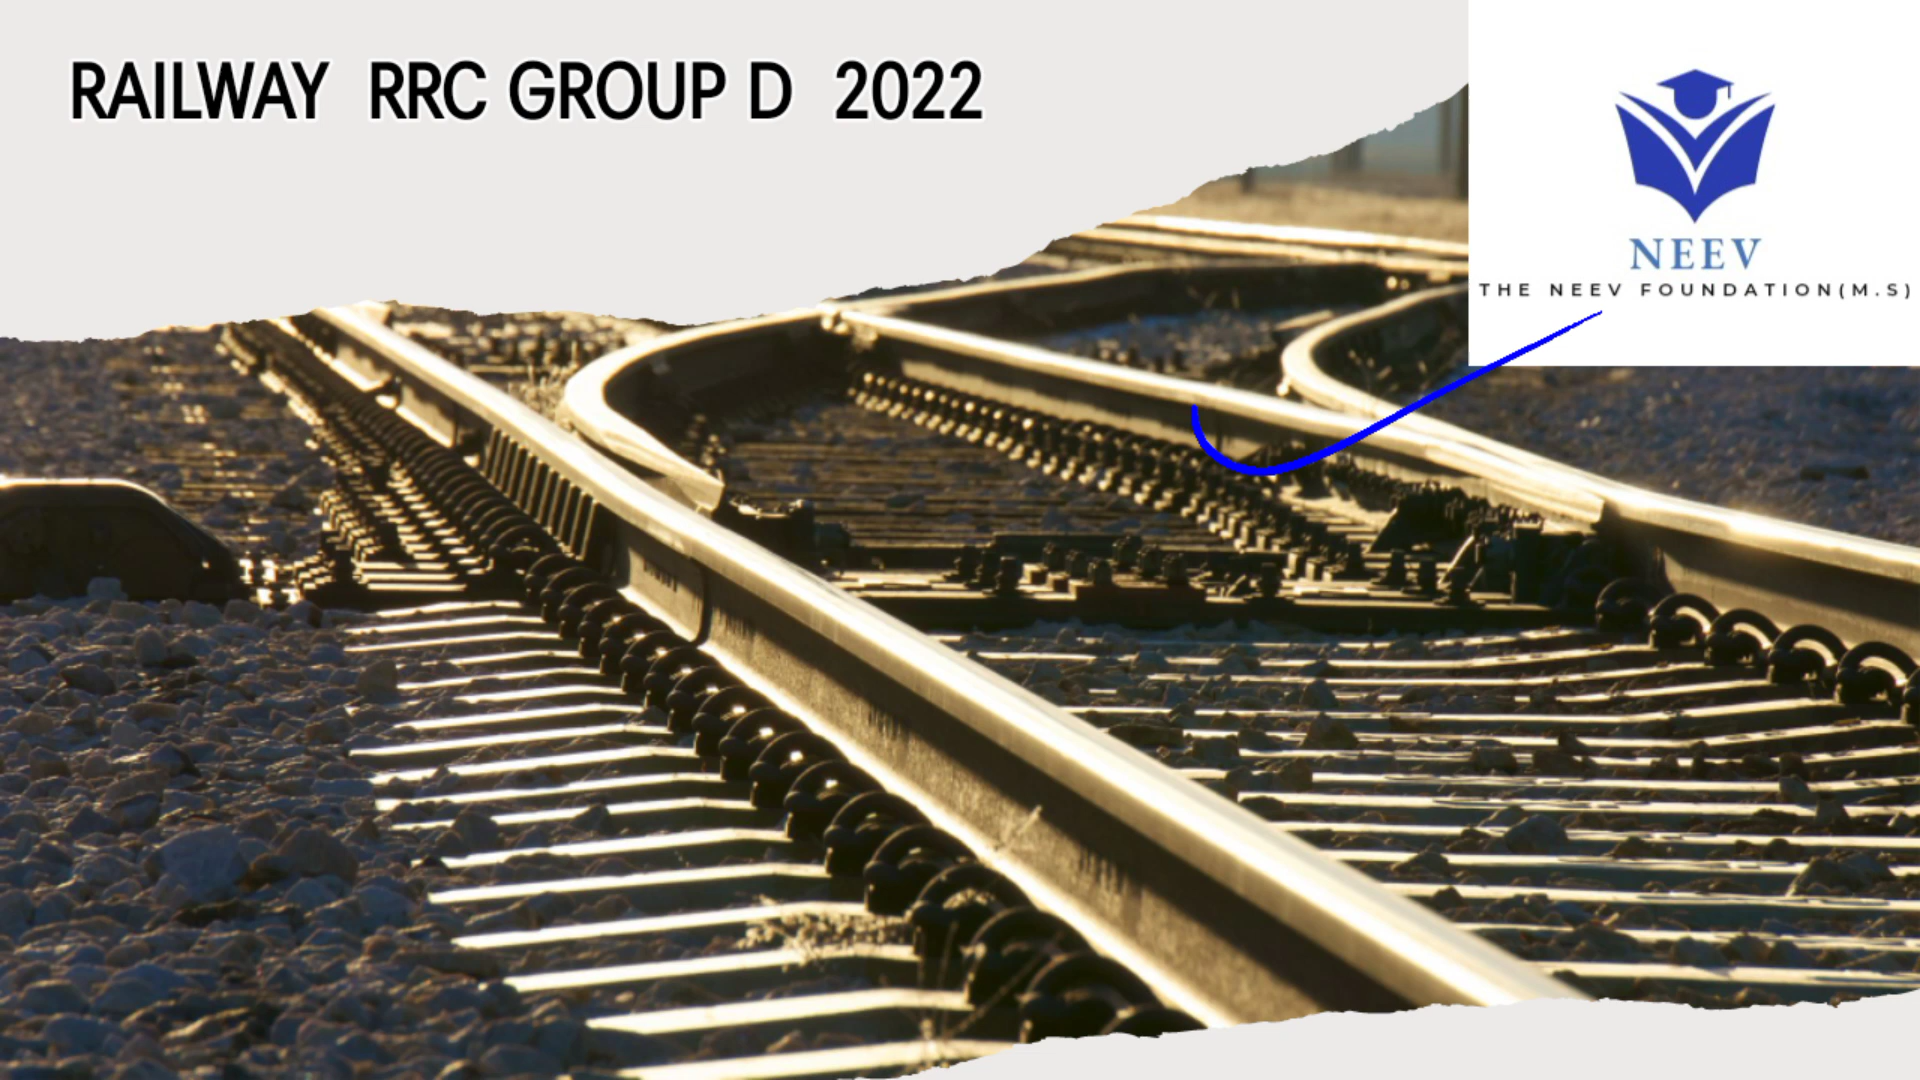 RAILWAY RRC GROUP D 2022
NEEV
THE NEEV FOUNDATION(M.S)